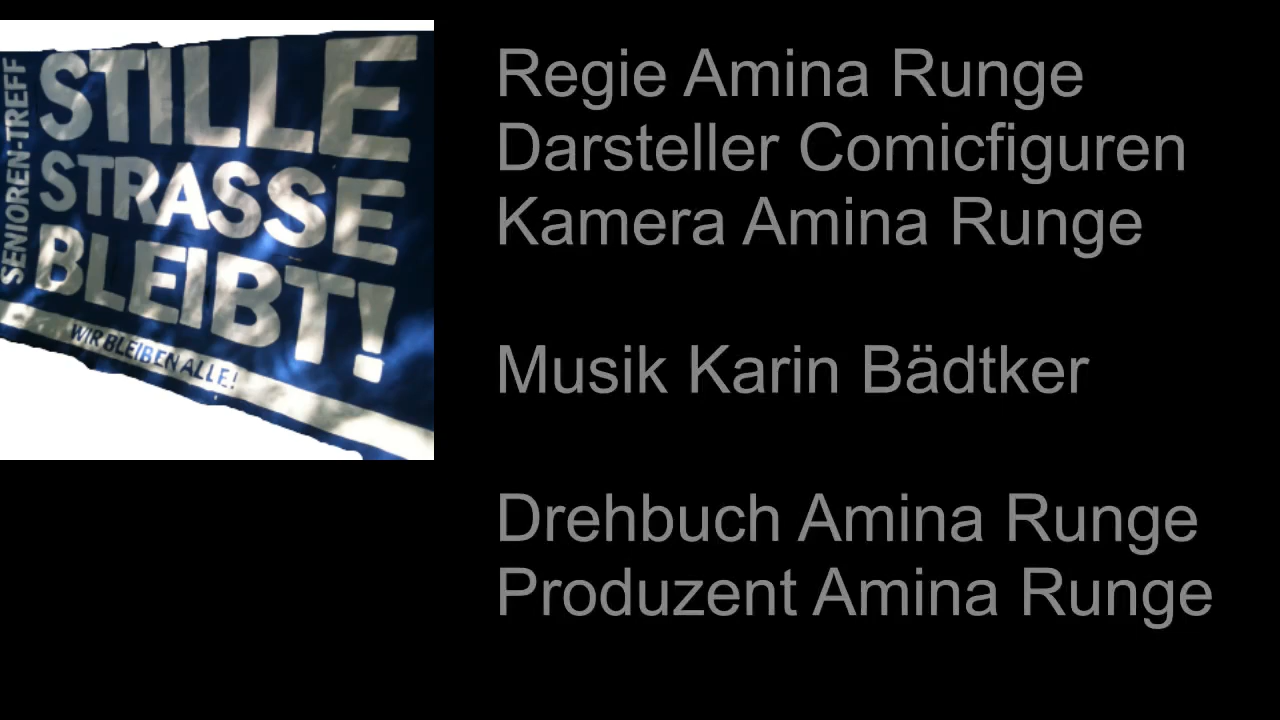 SENIOREN-TREFF
STILLE
STRASSE
BLEIBT!
WIR BLEIBEN ALLE!
Regie Amina Runge
Darsteller Comicfiguren
Kamera Amina Runge
Musik Karin Bädtker
Drehbuch Amina Runge
Produzent Amina Runge